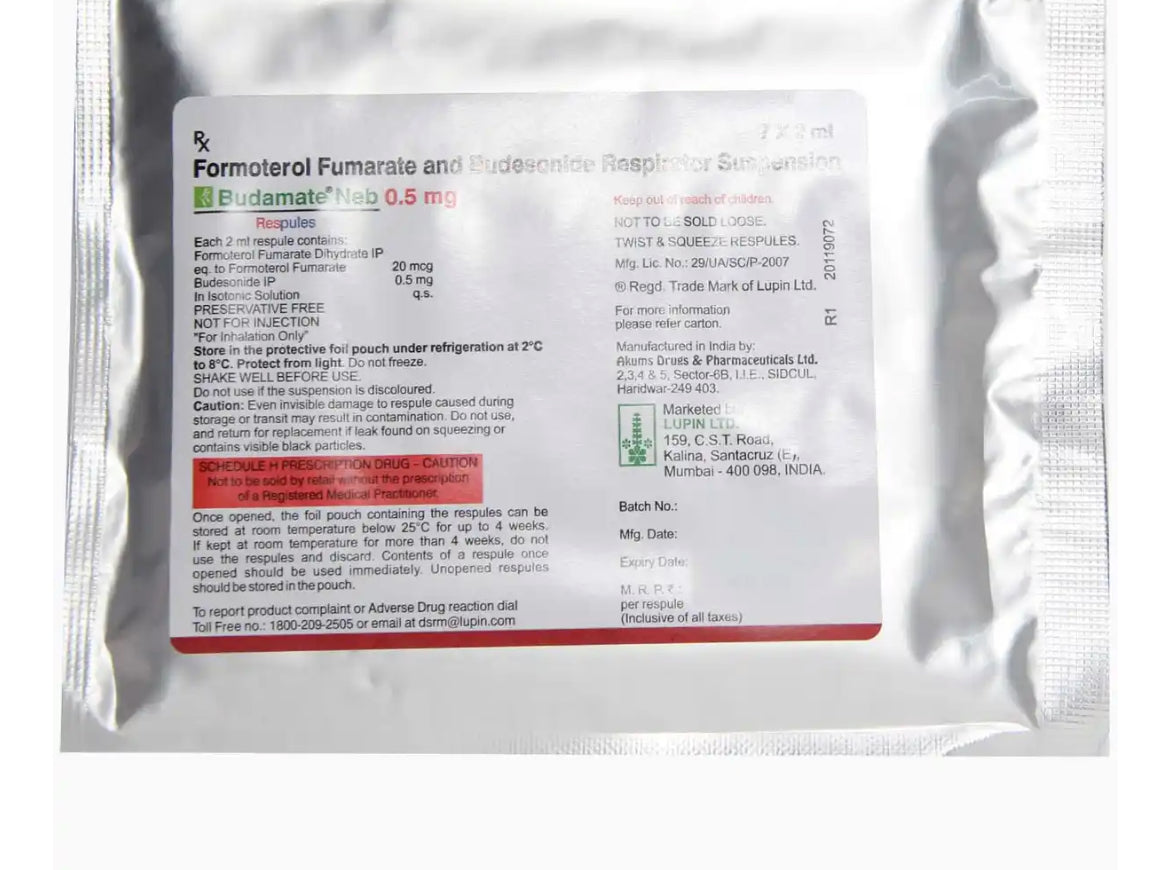 Rx
7 X 2 ml
Formoterol Fumarate and Budesonide Respirator Suspension
Budamate® Neb 0.5 mg
Respules
Each 2 ml respule contains:
Formoterol Fumarate Dihydrate IP
eq. to Formoterol Fumarate 20 mcg
Budesonide IP 0.5 mg
In Isotonic Solution q.s.
PRESERVATIVE FREE
NOT FOR INJECTION
"For Inhalation Only"
Store in the protective foil pouch under refrigeration at 2°C
to 8°C. Protect from light. Do not freeze.
SHAKE WELL BEFORE USE.
Do not use if the suspension is discoloured.
Caution: Even invisible damage to respule caused during
storage or transit may result in contamination. Do not use,
and return for replacement if leak found on squeezing or
contains visible black particles.
SCHEDULE H PRESCRIPTION DRUG - CAUTION
Not to be sold by retail without the prescription
of a Registered Medical Practitioner.
Once opened, the foil pouch containing the respules can be
stored at room temperature below 25°C for up to 4 weeks.
If kept at room temperature for more than 4 weeks, do not
use the respules and discard. Contents of a respule once
opened should be used immediately. Unopened respules
should be stored in the pouch.
To report product complaint or Adverse Drug reaction dial
Toll Free no.: 1800-209-2505 or email at dsrm@lupin.com
Keep out of reach of children.
NOT TO BE SOLD LOOSE.
TWIST & SQUEEZE RESPULES.
Mfg. Lic. No.: 29/UA/SC/P-2007
® Regd. Trade Mark of Lupin Ltd.
For more information
please refer carton.
Manufactured in India by:
Akums Drugs & Pharmaceuticals Ltd.
2,3,4 & 5, Sector-6B, I.I.E., SIDCUL,
Haridwar-249 403.
Marketed by
LUPIN LTD.
159, C.S.T. Road,
Kalina, Santacruz (E),
Mumbai - 400 098, INDIA.
Batch No.:
Mfg. Date:
Expiry Date:
M. R. P. ₹ :
per respule
(Inclusive of all taxes)
R1 20119072